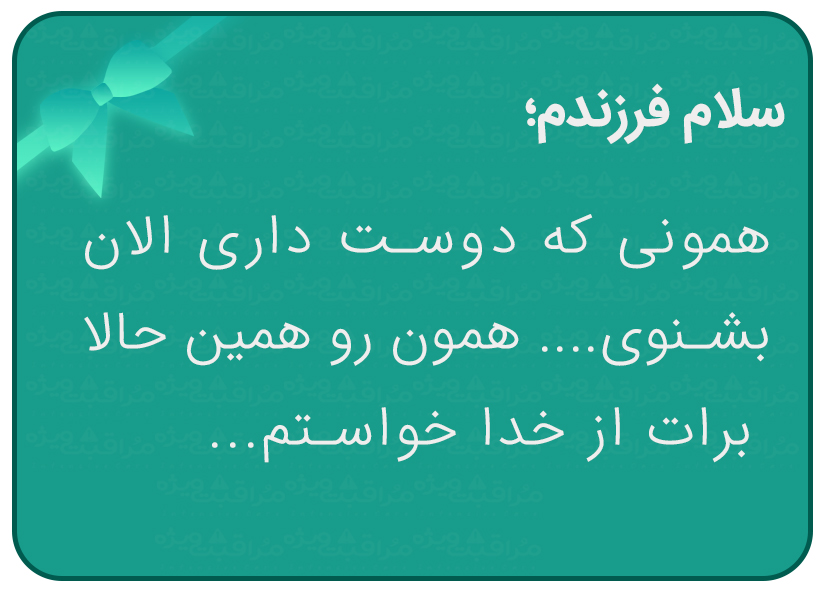 سلام فرزندم؛
همونی که دوست داری الان
بشنوی.... همون رو همین حالا
برات از خدا خواستم...